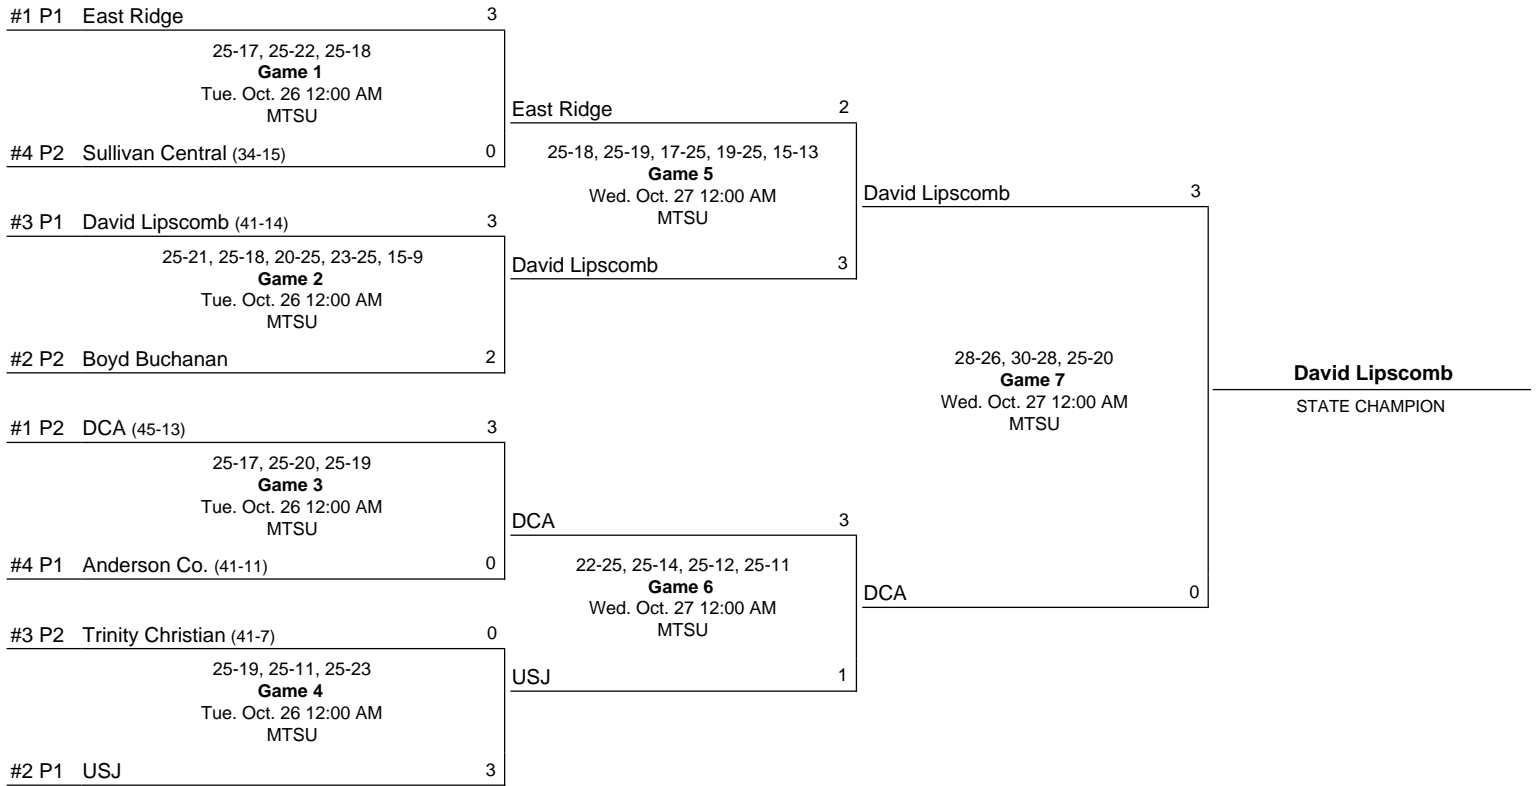 #1 P1 East Ridge 3
25-17, 25-22, 25-18
Game 1
Tue. Oct. 26 12:00 AM
MTSU
#4 P2 Sullivan Central (34-15) 0
#3 P1 David Lipscomb (41-14) 3
25-21, 25-18, 20-25, 23-25, 15-9
Game 2
Tue. Oct. 26 12:00 AM
MTSU
#2 P2 Boyd Buchanan 2
#1 P2 DCA (45-13) 3
25-17, 25-20, 25-19
Game 3
Tue. Oct. 26 12:00 AM
MTSU
#4 P1 Anderson Co. (41-11) 0
#3 P2 Trinity Christian (41-7) 0
25-19, 25-11, 25-23
Game 4
Tue. Oct. 26 12:00 AM
MTSU
#2 P1 USJ 3
East Ridge 2
25-18, 25-19, 17-25, 19-25, 15-13
Game 5
Wed. Oct. 27 12:00 AM
MTSU
David Lipscomb 3
DCA 3
22-25, 25-14, 25-12, 25-11
Game 6
Wed. Oct. 27 12:00 AM
MTSU
USJ 1
David Lipscomb 3
28-26, 30-28, 25-20
Game 7
Wed. Oct. 27 12:00 AM
MTSU
DCA 0
David Lipscomb
STATE CHAMPION